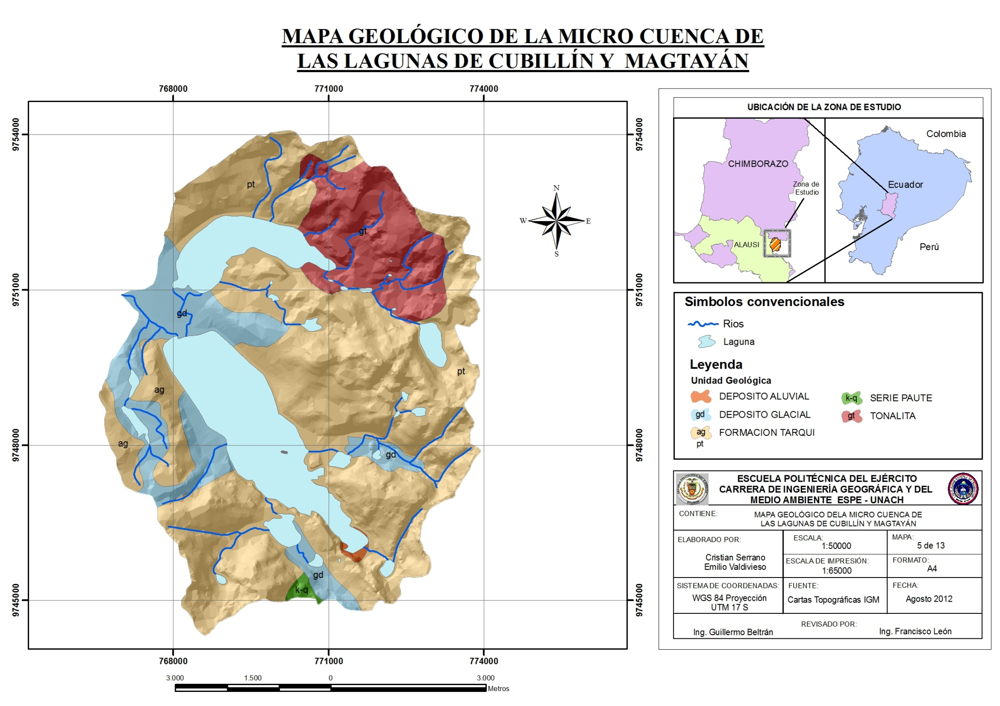 MAPA GEOLÓGICO DE LA MICRO CUENCA DE
LAS LAGUNAS DE CUBILLÍN Y MAGTAYÁN
768000
771000
774000
9754000
9751000
9748000
9745000
9754000
9751000
9748000
9745000
pt
gt
gd
pt
ag
ag
gd
gd
k-q
N
W
E
S
768000
771000
774000
3.000
1.500
0
3.000
Metros
UBICACIÓN DE LA ZONA DE ESTUDIO
CHIMBORAZO
Zona de
Estudio
ALAUSI
Colombia
Ecuador
Perú
Simbolos convencionales
Rios
Laguna
Leyenda
Unidad Geológica
DEPOSITO ALUVIAL
gd DEPOSITO GLACIAL
ag FORMACION TARQUI
pt
k-q SERIE PAUTE
gt TONALITA
ESCUELA POLITÉCNICA DEL EJÉRCITO
CARRERA DE INGENIERÍA GEOGRÁFICA Y DEL
MEDIO AMBIENTE ESPE - UNACH
CONTIENE:
MAPA GEOLÓGICO DELA MICRO CUENCA DE
LAS LAGUNAS DE CUBILLÍN Y MAGTAYÁN
ELABORADO POR:
Cristian Serrano
Emilio Valdivieso
ESCALA:
1:50000
MAPA:
5 de 13
ESCALA DE IMPRESIÓN:
1:65000
FORMATO:
A4
SISTEMA DE COORDENADAS:
WGS 84 Proyección
UTM 17 S
FUENTE:
Cartas Topográficas IGM
FECHA:
Agosto 2012
REVISADO POR:
Ing. Guillermo Beltrán
Ing. Francisco León